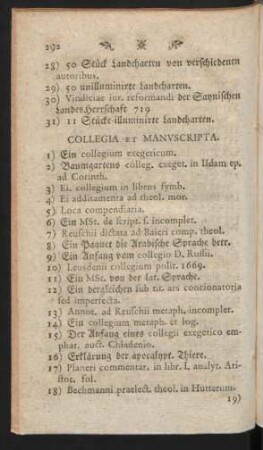 292
28) 50 Stück Landcharten von verschiedenen
autoribus.
29) 50 unilluminirte Landcharten.
30) Vindiciae iur. reformandi der Saynischen
Landes Herrschaft 719
31) 11 Stücke illuminirte Landcharten.
COLLEGIA ET MANVSCRIPTA.
1) Ein collegium exegeticum.
2) Baumgartens colleg. exeget. in IIdam ep.
ad Corinth.
3) Ei. collegium in libros symb.
4) Ei additamenta ad theol. mor.
5) Loca compendiaria.
6) Ein MSt. de script. s. incomplet.
7) Reuschii dictata ad Baieri comp. theol.
8) Ein Paquet die Arabische Sprache betr.
9) Ein Anfang vom collegio D. Russii.
10) Leusdenii collegium polit. 1669.
11) Ein MSt. von der lat. Sprache.
12) Ein dergleichen sub tit. ars concionatoria
sed imperfecta.
13) Annot. ad Reuschii metaph. incomplet.
14) Ein collegium metaph. et log.
15) Der Anfang eines collegii exegetico em-
phat. auct. Chladenio.
16) Erklärung der apocalypt. Thiere.
17) Planeri commentar. in libr. I. analyt. Ari-
stot. fol.
18) Bechmanni praelect. theol. in Hutterum.
19)